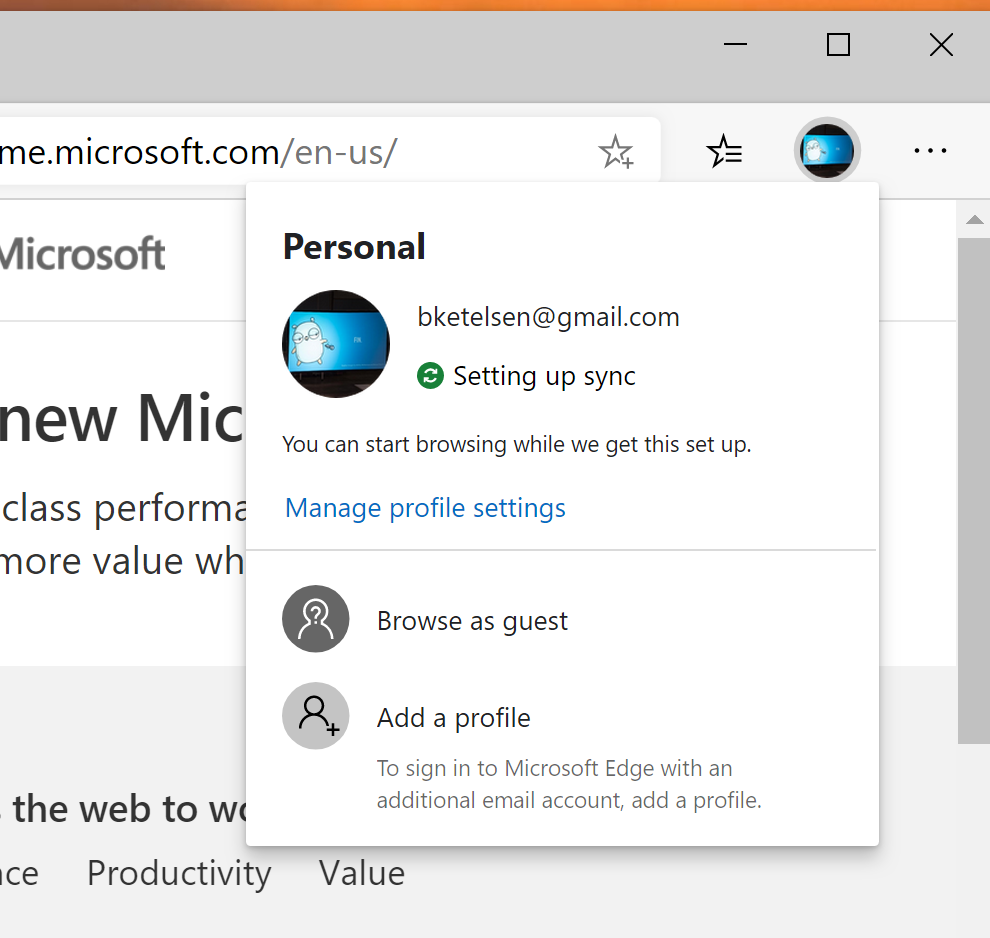 me.microsoft.com/en-us/
Microsoft
Personal
bketelsen@gmail.com
Setting up sync
You can start browsing while we get this set up.
Manage profile settings
Browse as guest
Add a profile
To sign in to Microsoft Edge with an
additional email account, add a profile.
new Mic
class performa
more value wh
the web to wo
Productivity Value